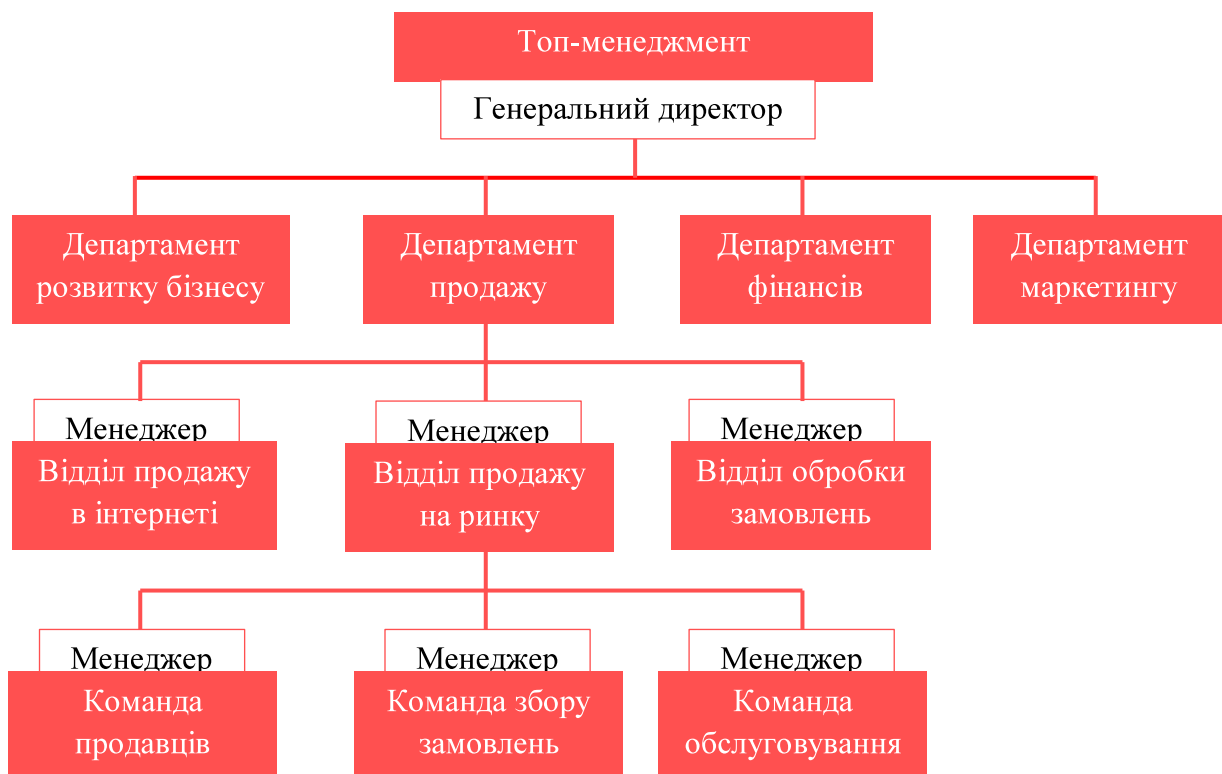 Топ-менеджмент
Генеральний директор
Департамент
розвитку бізнесу
Департамент
продажу
Департамент
фінансів
Департамент
маркетингу
Менеджер
Відділ продажу
в інтернеті
Менеджер
Відділ продажу
на ринку
Менеджер
Відділ обробки
замовлень
Менеджер
Команда
продавців
Менеджер
Команда збору
замовлень
Менеджер
Команда
обслуговування